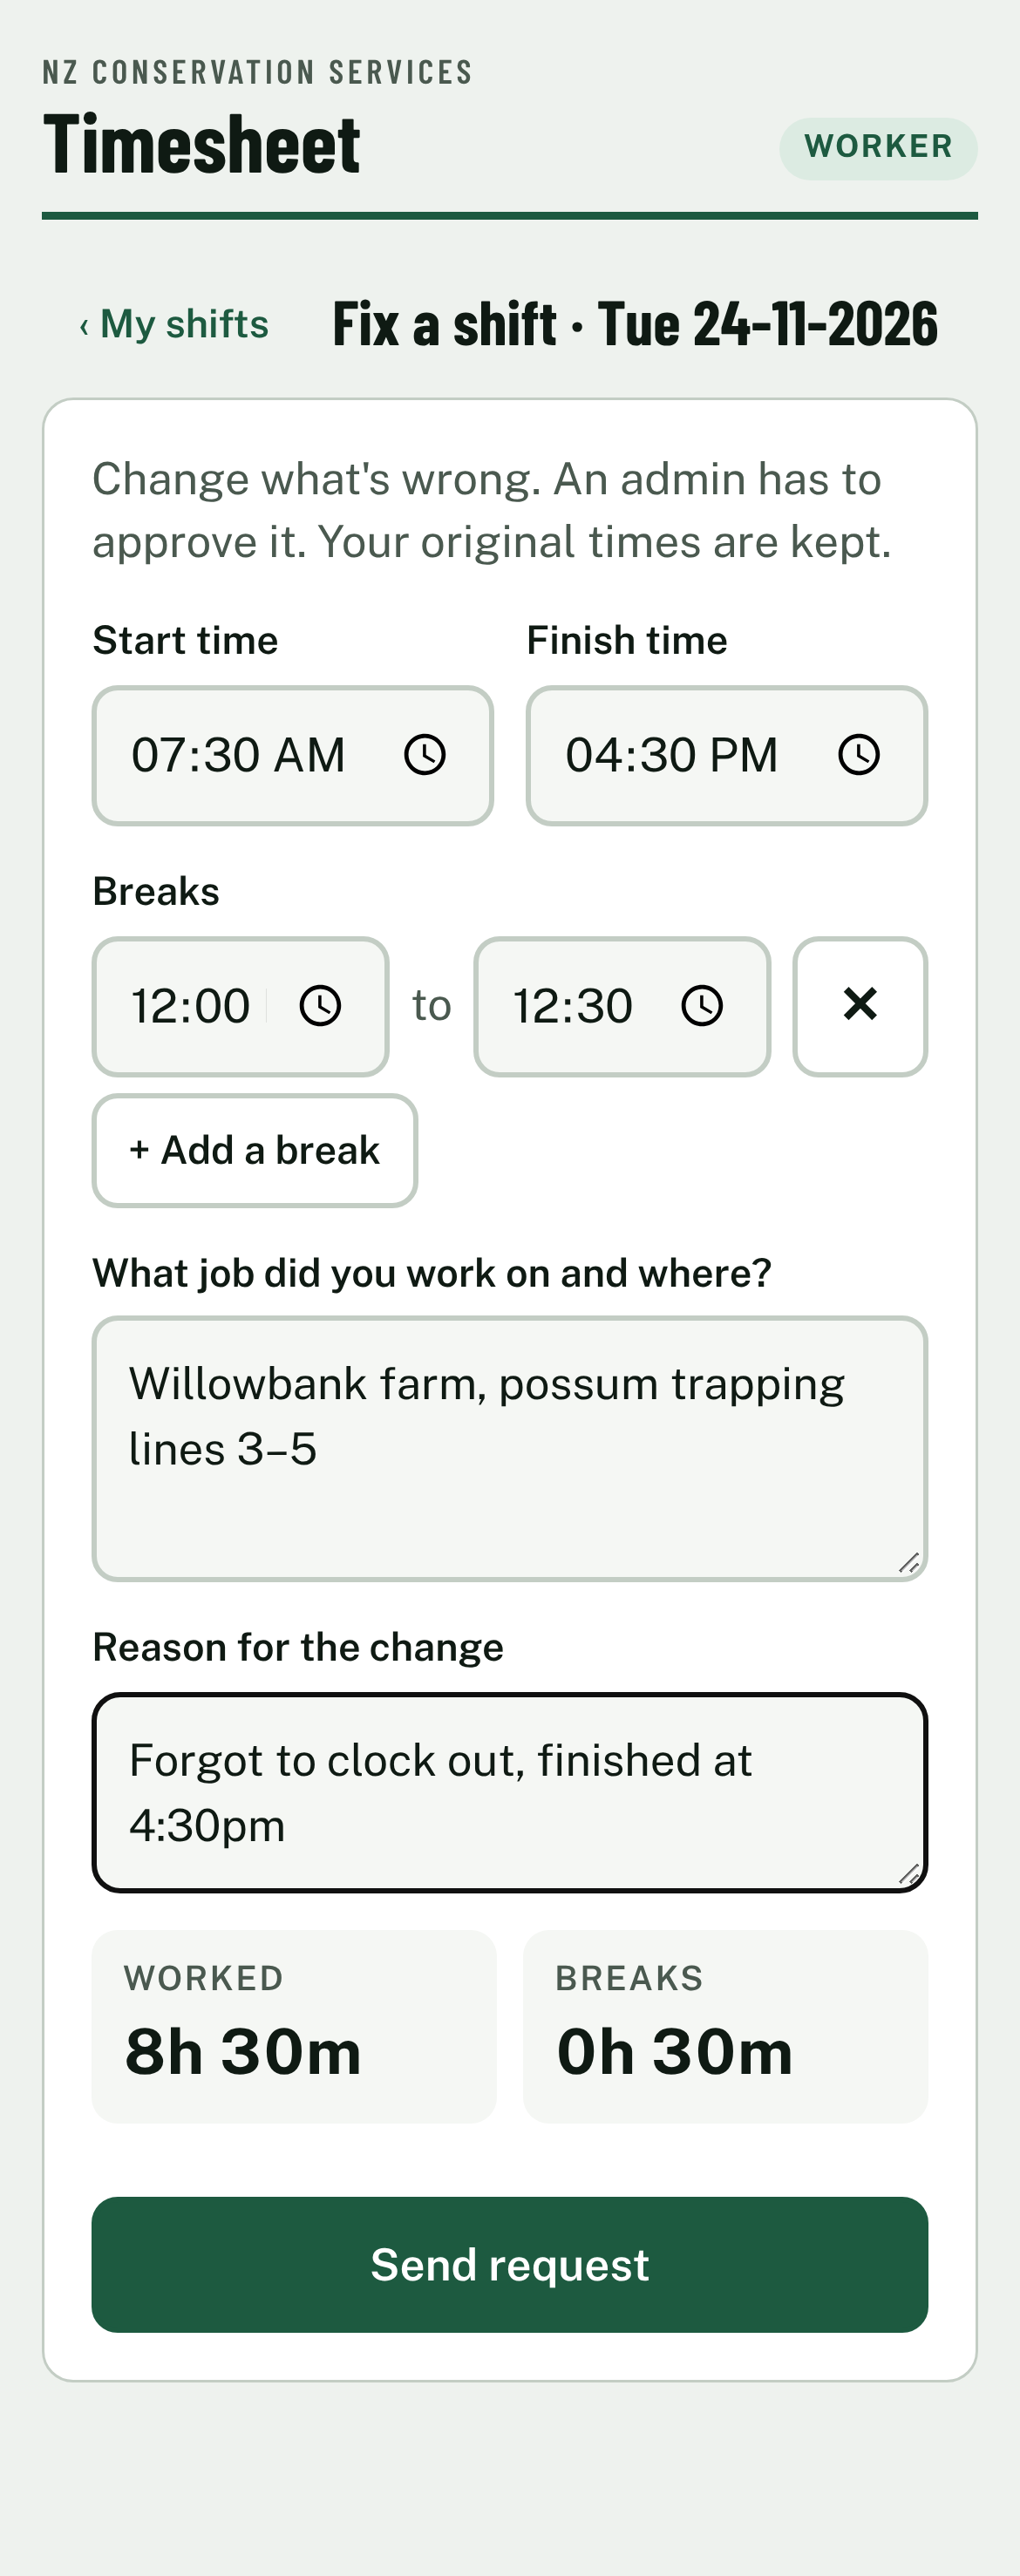 NZ CONSERVATION SERVICES
Timesheet
WORKER
‹ My shifts
Fix a shift · Tue 24-11-2026
Change what's wrong. An admin has to
approve it. Your original times are kept.
Start time
Finish time
07:30 AM
04:30 PM
Breaks
12:00
to
12:30
✕
+ Add a break
What job did you work on and where?
Willowbank farm, possum trapping
lines 3–5
Reason for the change
Forgot to clock out, finished at
4:30pm
WORKED
BREAKS
8h 30m
0h 30m
Send request